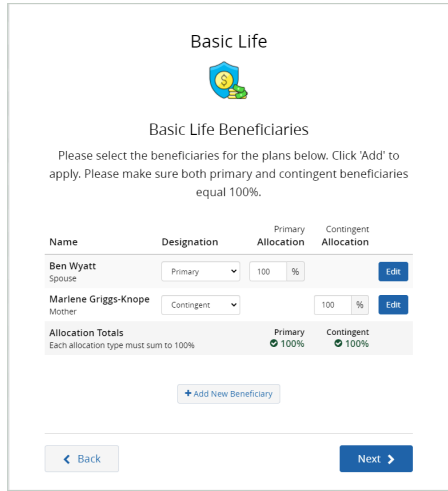 Basic Life
$
Basic Life Beneficiaries
Please select the beneficiaries for the plans below. Click 'Add' to
apply. Please make sure both primary and contingent beneficiaries
equal 100%.
Name Designation Primary Allocation Contingent Allocation
Ben Wyatt Primary 100 % Edit
Spouse
Marlene Griggs-Knope Contingent 100 % Edit
Mother
Allocation Totals Primary Contingent
Each allocation type must sum to 100% 100% 100%
+ Add New Beneficiary
Back Next